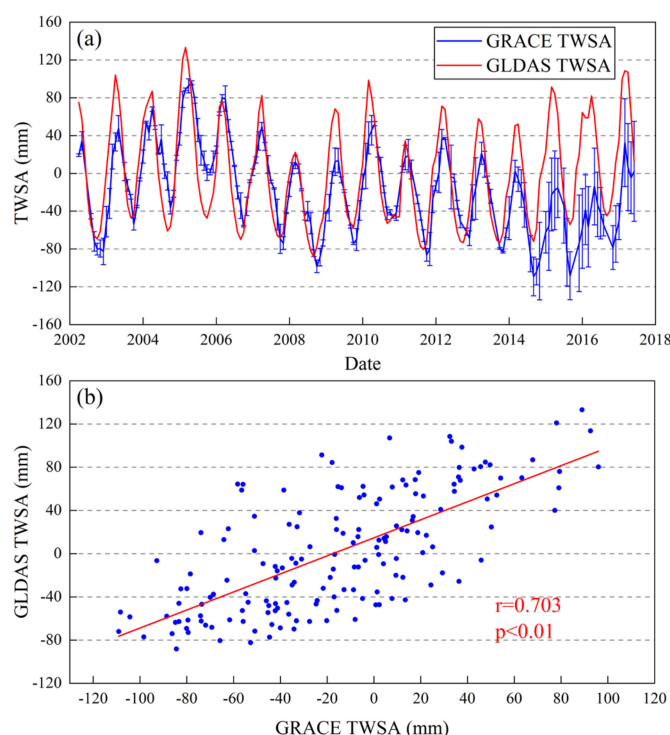 (a)
GRACE TWSA
GLDAS TWSA
160
120
80
40
0
-40
-80
-120
-160
TWSA (mm)
2002 2004 2006 2008 2010 2012 2014 2016 2018
Date
(b)
160
120
80
40
0
-40
-80
-120
GLDAS TWSA (mm)
r=0.703
p<0.01
-120 -100 -80 -60 -40 -20 0 20 40 60 80 100 120
GRACE TWSA (mm)